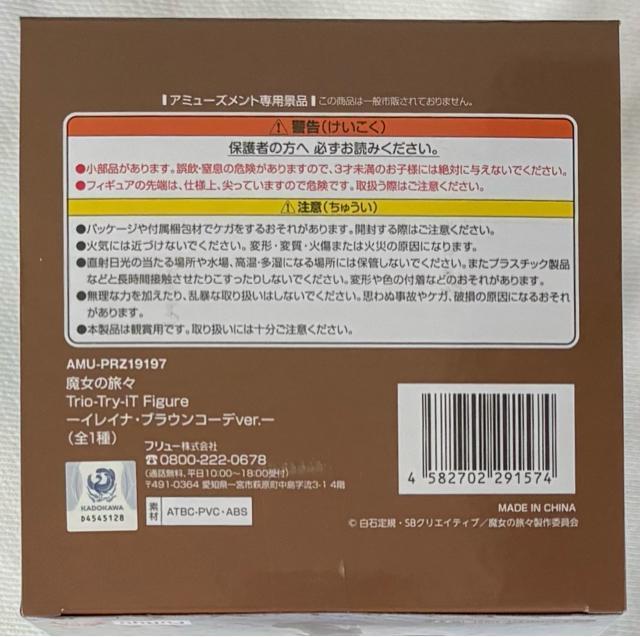 アミューズメント専用景品 この商品は一般市販されておりません。
警告(けいこく)
保護者の方へ 必ずお読みください。
●小部品があります。誤飲・窒息の危険がありますので、3才未満のお子様には絶対に与えないでください。
●フィギュアの先端は、仕様上、尖っていますので危険です。取扱う際はご注意ください。
注意(ちゅうい)
●パッケージや付属梱包材でケガをするおそれがあります。開封する際はご注意ください。
●火気には近づけないでください。変形・変質・火傷または火災の原因になります。
●直射日光の当たる場所や水場、高温・多湿になる場所には保管しないでください。またプラスチック製品
などと長時間接触させたりこすったりしないでください。変形や色の付着などのおそれがあります。
●無理な力を加えたり、乱暴な取り扱いはしないでください。思わぬ事故やケガ、破損の原因になるおそれ
があります。
●本製品は観賞用です。取り扱いには十分ご注意ください。
AMU-PRZ19197
魔女の旅々
Trio-Try-iT Figure
ーイレイナ・ブラウンコーデver.ー
(全1種)
フリュー株式会社
☎0800-222-0678
(通話無料、平日10:00~18:00受付)
〒491-0364 愛知県一宮市萩原町中島字流3-1 4階
KADOKAWA
D4545128
素材 ATBC-PVC・ABS
4 582702 291574
MADE IN CHINA
© 白石定規・SBクリエイティブ/魔女の旅々製作委員会